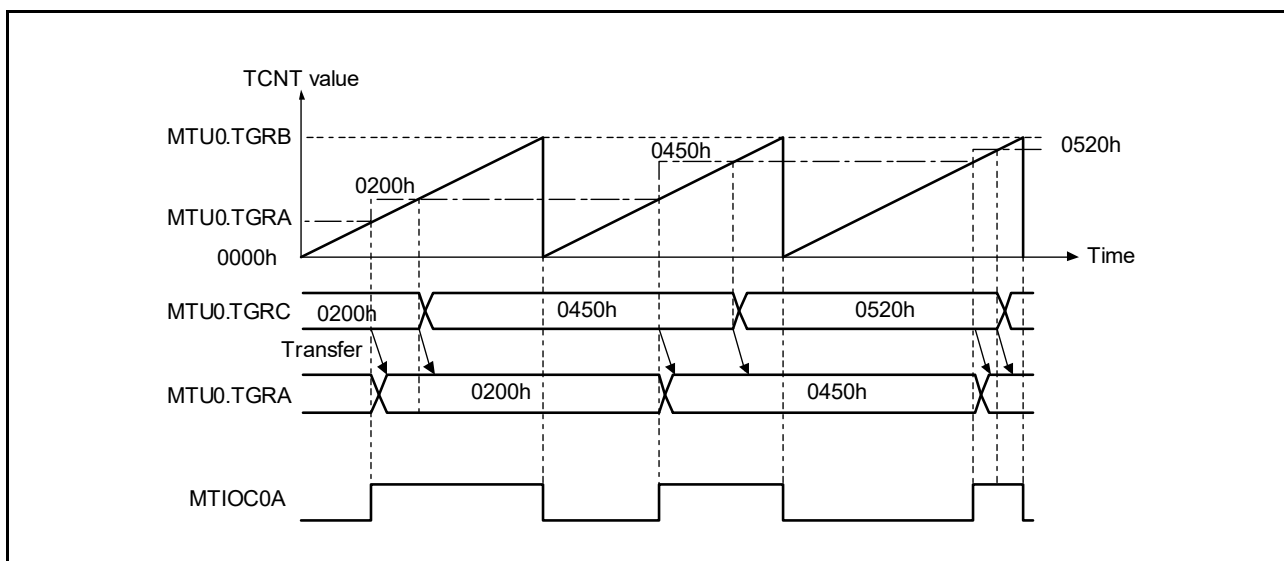 TCNT value
MTU0.TGRB
0450h
0520h
0200h
MTU0.TGRA
0000h
Time
MTU0.TGRC
0200h
0450h
0520h
Transfer
MTU0.TGRA
0200h
0450h
MTIOC0A